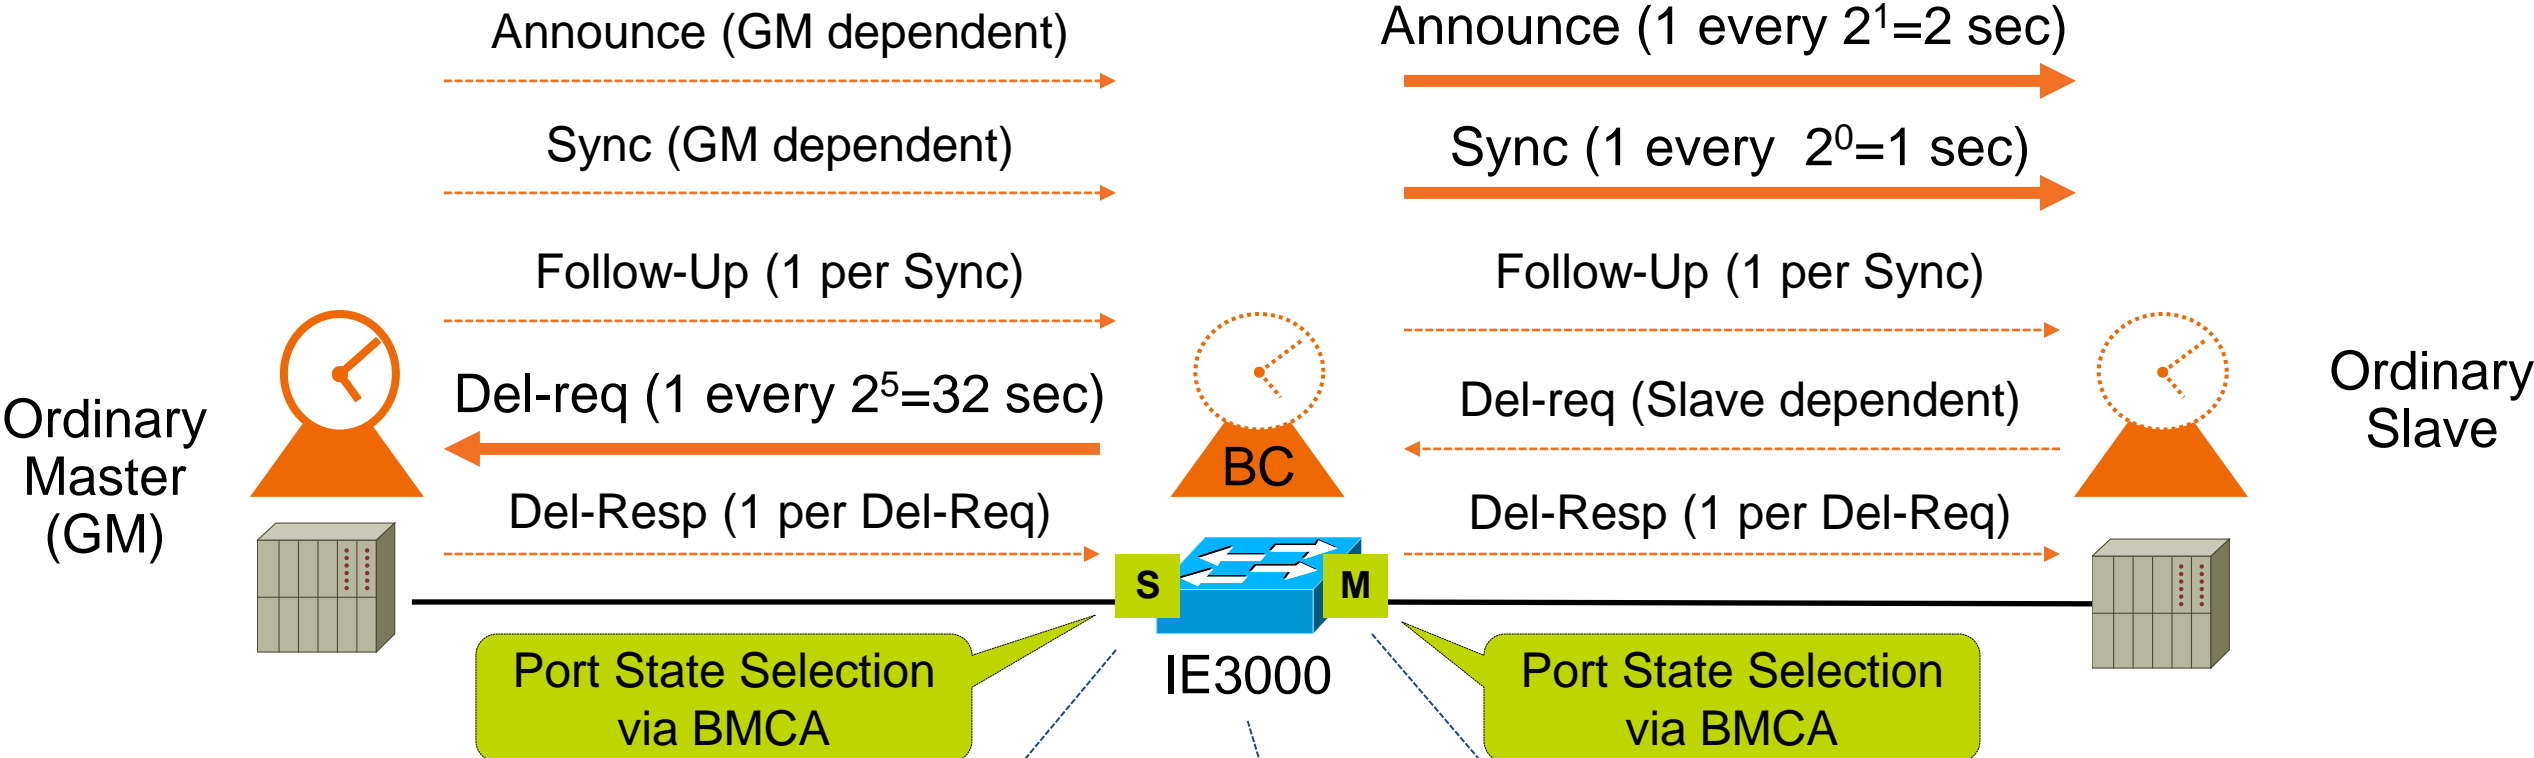 Announce (GM dependent)
Announce (1 every 2¹=2 sec)
Sync (GM dependent)
Sync (1 every  2⁰=1 sec)
Follow-Up (1 per Sync)
Follow-Up (1 per Sync)
Del-req (1 every 2⁵=32 sec)
Del-req (Slave dependent)
Ordinary
Master
(GM)
Ordinary
Slave
BC
Del-Resp (1 per Del-Req)
Del-Resp (1 per Del-Req)
S
M
IE3000
Port State Selection
via BMCA
Port State Selection
via BMCA